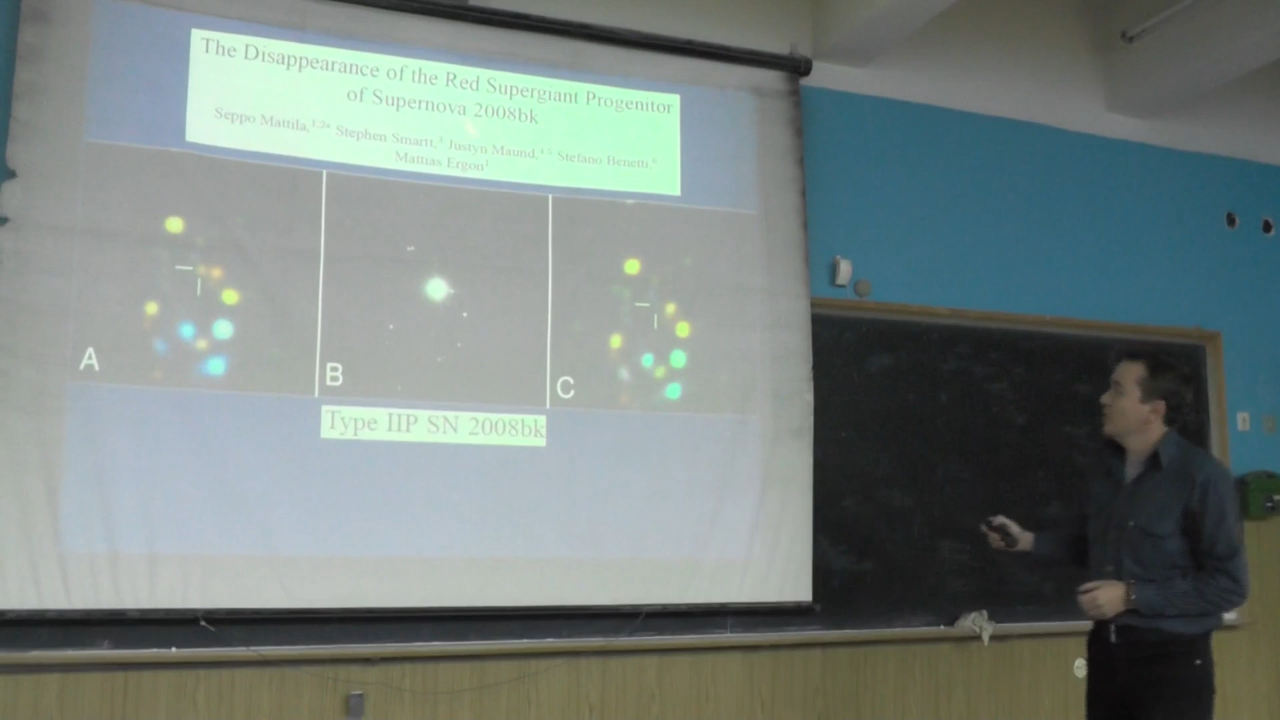 The Disappearance of the Red Supergiant Progenitor
of Supernova 2008bk
Seppo Mattila,¹˒²* Stephen Smartt,³ Justyn Maund,⁴˒⁵ Stefano Benetti,⁶
Mattias Ergon¹
A
B
C
Type IIP SN 2008bk